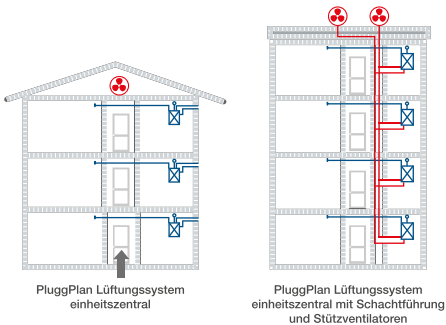 PluggPlan Lüftungssystem
einheitszentral
PluggPlan Lüftungssystem
einheitszentral mit Schachtführung
und Stützventilatoren